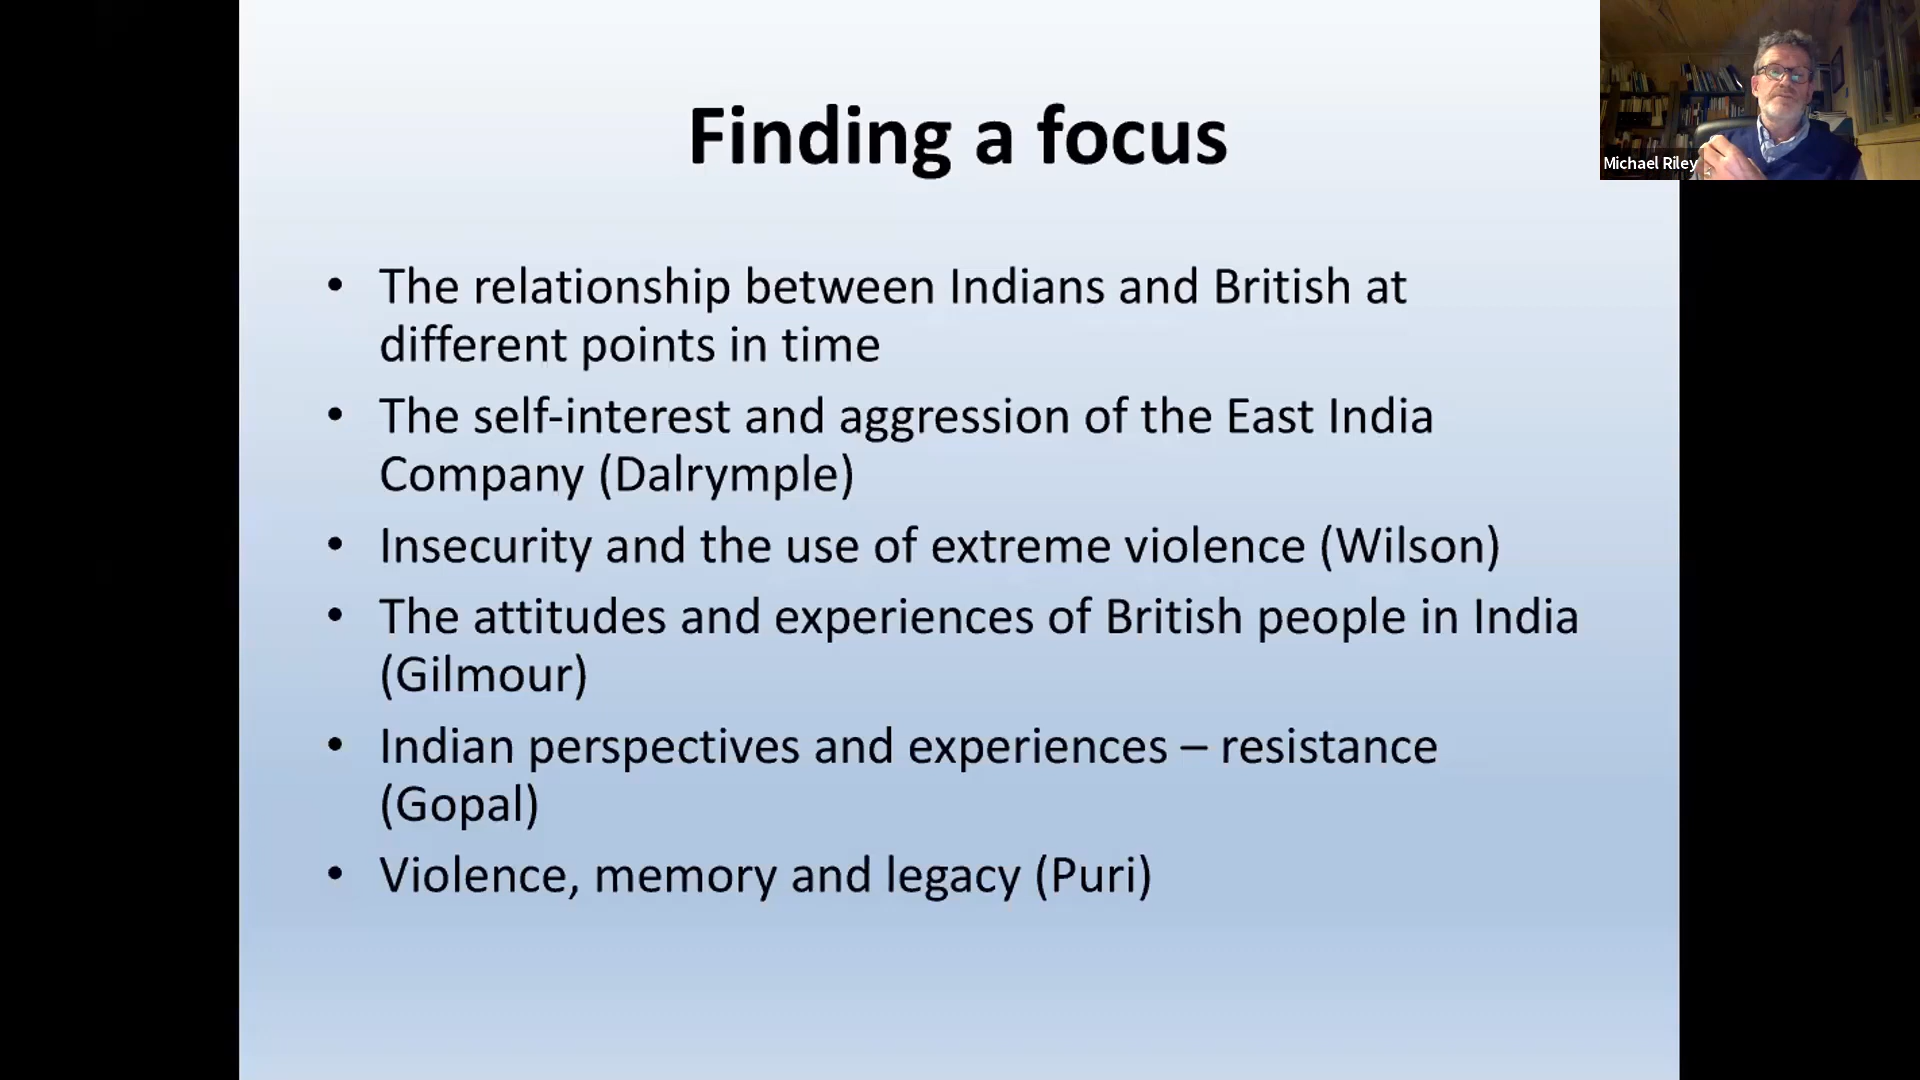 Finding a focus
Michael Riley
• The relationship between Indians and British at
different points in time
• The self-interest and aggression of the East India
Company (Dalrymple)
• Insecurity and the use of extreme violence (Wilson)
• The attitudes and experiences of British people in India
(Gilmour)
• Indian perspectives and experiences – resistance
(Gopal)
• Violence, memory and legacy (Puri)